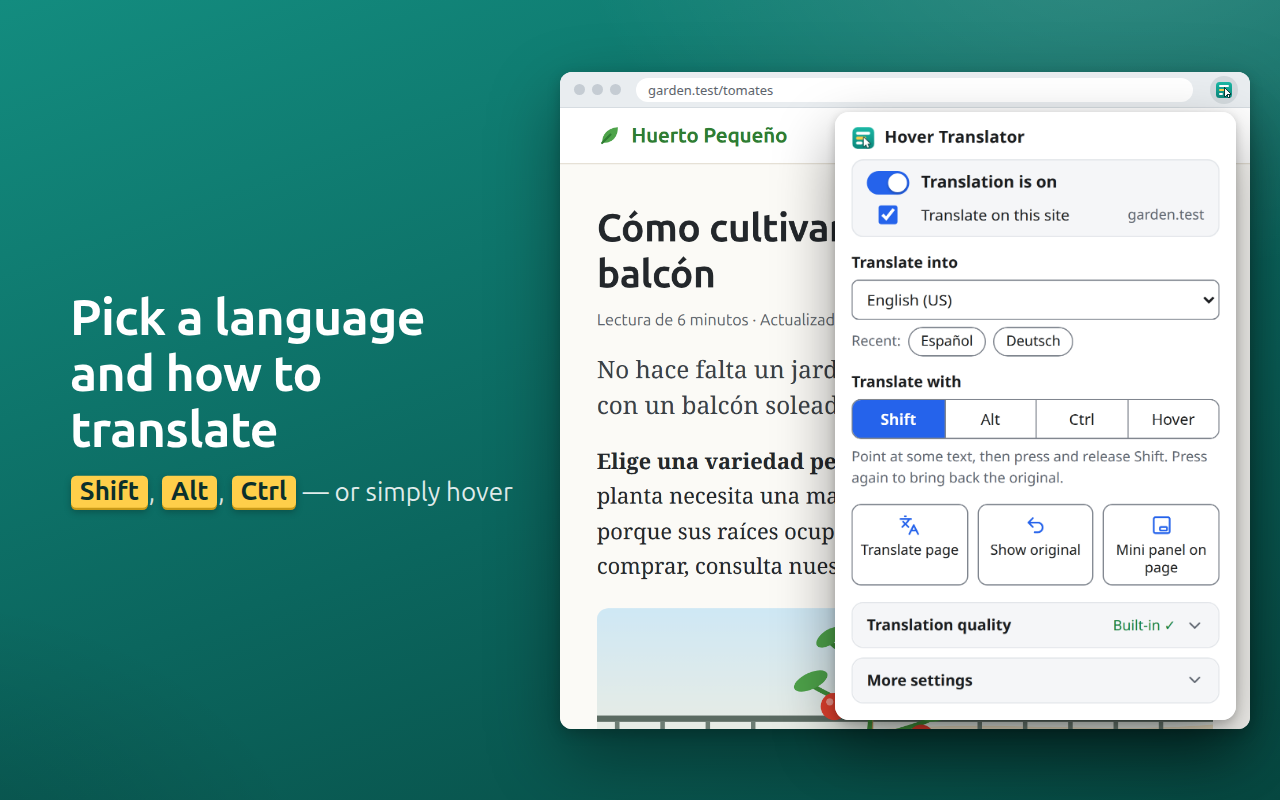 Pick a language
and how to
translate
Shift, Alt, Ctrl — or simply hover
garden.test/tomates
Huerto Pequeño
Cómo cultivar
balcón
Lectura de 6 minutos · Actualizad
No hace falta un jard
con un balcón solead
Elige una variedad pe
planta necesita una ma
porque sus raíces ocup
comprar, consulta nues
Hover Translator
Translation is on
Translate on this site garden.test
Translate into
English (US)
Recent: Español Deutsch
Translate with
Shift Alt Ctrl Hover
Point at some text, then press and release Shift. Press
again to bring back the original.
Translate page Show original Mini panel on
page
Translation quality Built-in ✓
More settings